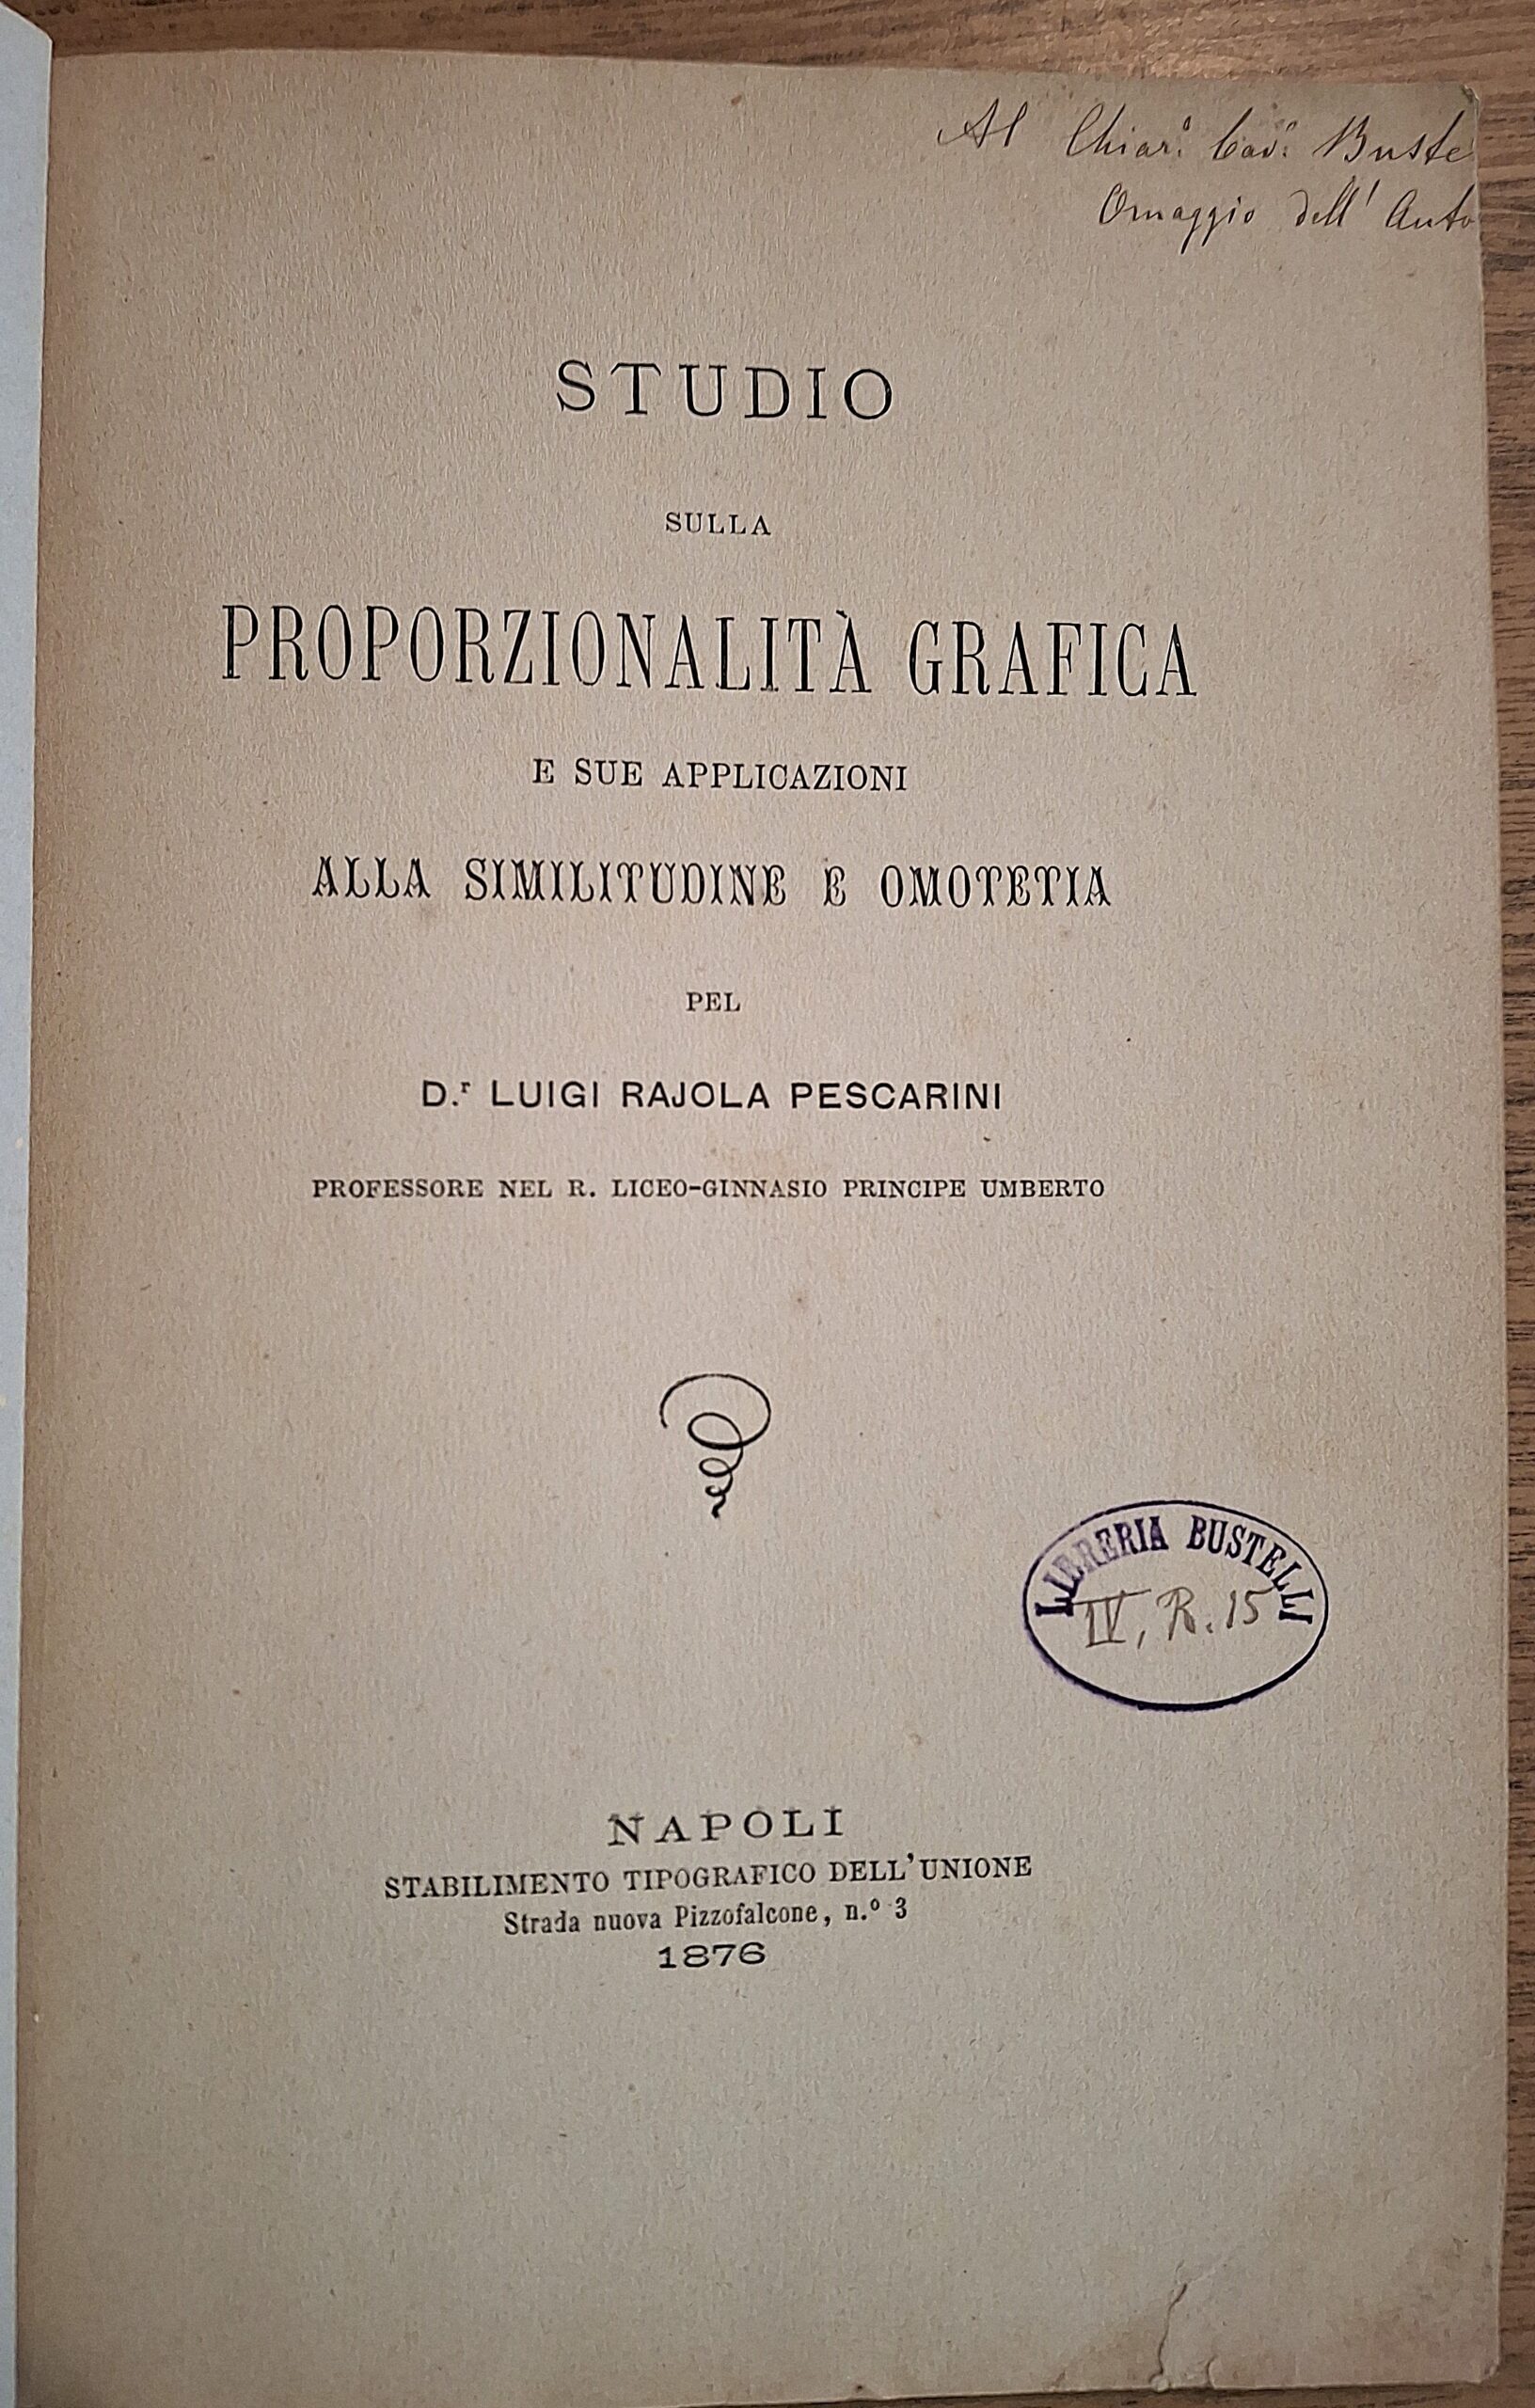 Al Chiar.º Cav.º Buste
Omaggio dell' Auto
STUDIO
SULLA
PROPORZIONALITÀ GRAFICA
E SUE APPLICAZIONI
ALLA SIMILITUDINE E OMOTETIA
PEL
D.r LUIGI RAJOLA PESCARINI
PROFESSORE NEL R. LICEO-GINNASIO PRINCIPE UMBERTO
LIBRERIA BUSTELLI
IV, R. 15
NAPOLI
STABILIMENTO TIPOGRAFICO DELL'UNIONE
Strada nuova Pizzofalcone, n.º 3
1876